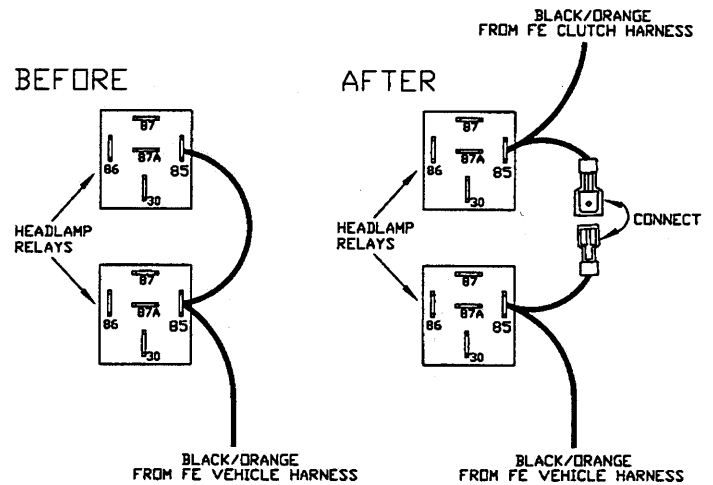 BEFORE
87
86
87A
85
30
HEADLAMP
RELAYS
87
86
87A
85
30
BLACK/ORANGE
FROM FE VEHICLE HARNESS
AFTER
BLACK/ORANGE
FROM FE CLUTCH HARNESS
87
86
87A
85
30
HEADLAMP
RELAYS
CONNECT
87
86
87A
85
30
BLACK/ORANGE
FROM FE VEHICLE HARNESS